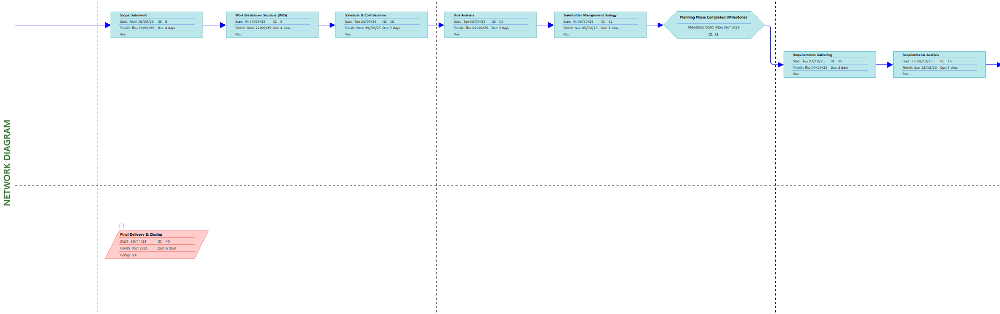 NETWORK DIAGRAM
Scope Statement
Start: Mon 15/09/25 ID: 8
Finish: Thu 18/09/25 Dur: 4 days
Res:
Work Breakdown Structure (WBS)
Start: Fri 19/09/25 ID: 9
Finish: Mon 22/09/25 Dur: 4 days
Res:
Schedule & Cost Baseline
Start: Tue 23/09/25 ID: 10
Finish: Mon 29/09/25 Dur: 7 days
Res:
Risk Analysis
Start: Tue 30/09/25 ID: 11
Finish: Thu 02/10/25 Dur: 3 days
Res:
Stakeholder Management Strategy
Start: Fri 03/10/25 ID: 12
Finish: Sun 05/10/25 Dur: 3 days
Res:
Planning Phase Completed (Milestone)
Milestone Date: Mon 06/10/25
ID: 13
Requirements Gathering
Start: Tue 07/10/25 ID: 15
Finish: Thu 09/10/25 Dur: 3 days
Res:
Requirements Analysis
Start: Fri 10/10/25 ID: 16
Finish: Sun 12/10/25 Dur: 3 days
Res:
Final Delivery & Closing
Start: 30/11/25 ID: 40
Finish: 05/12/25 Dur: 6 days
Comp: 0%